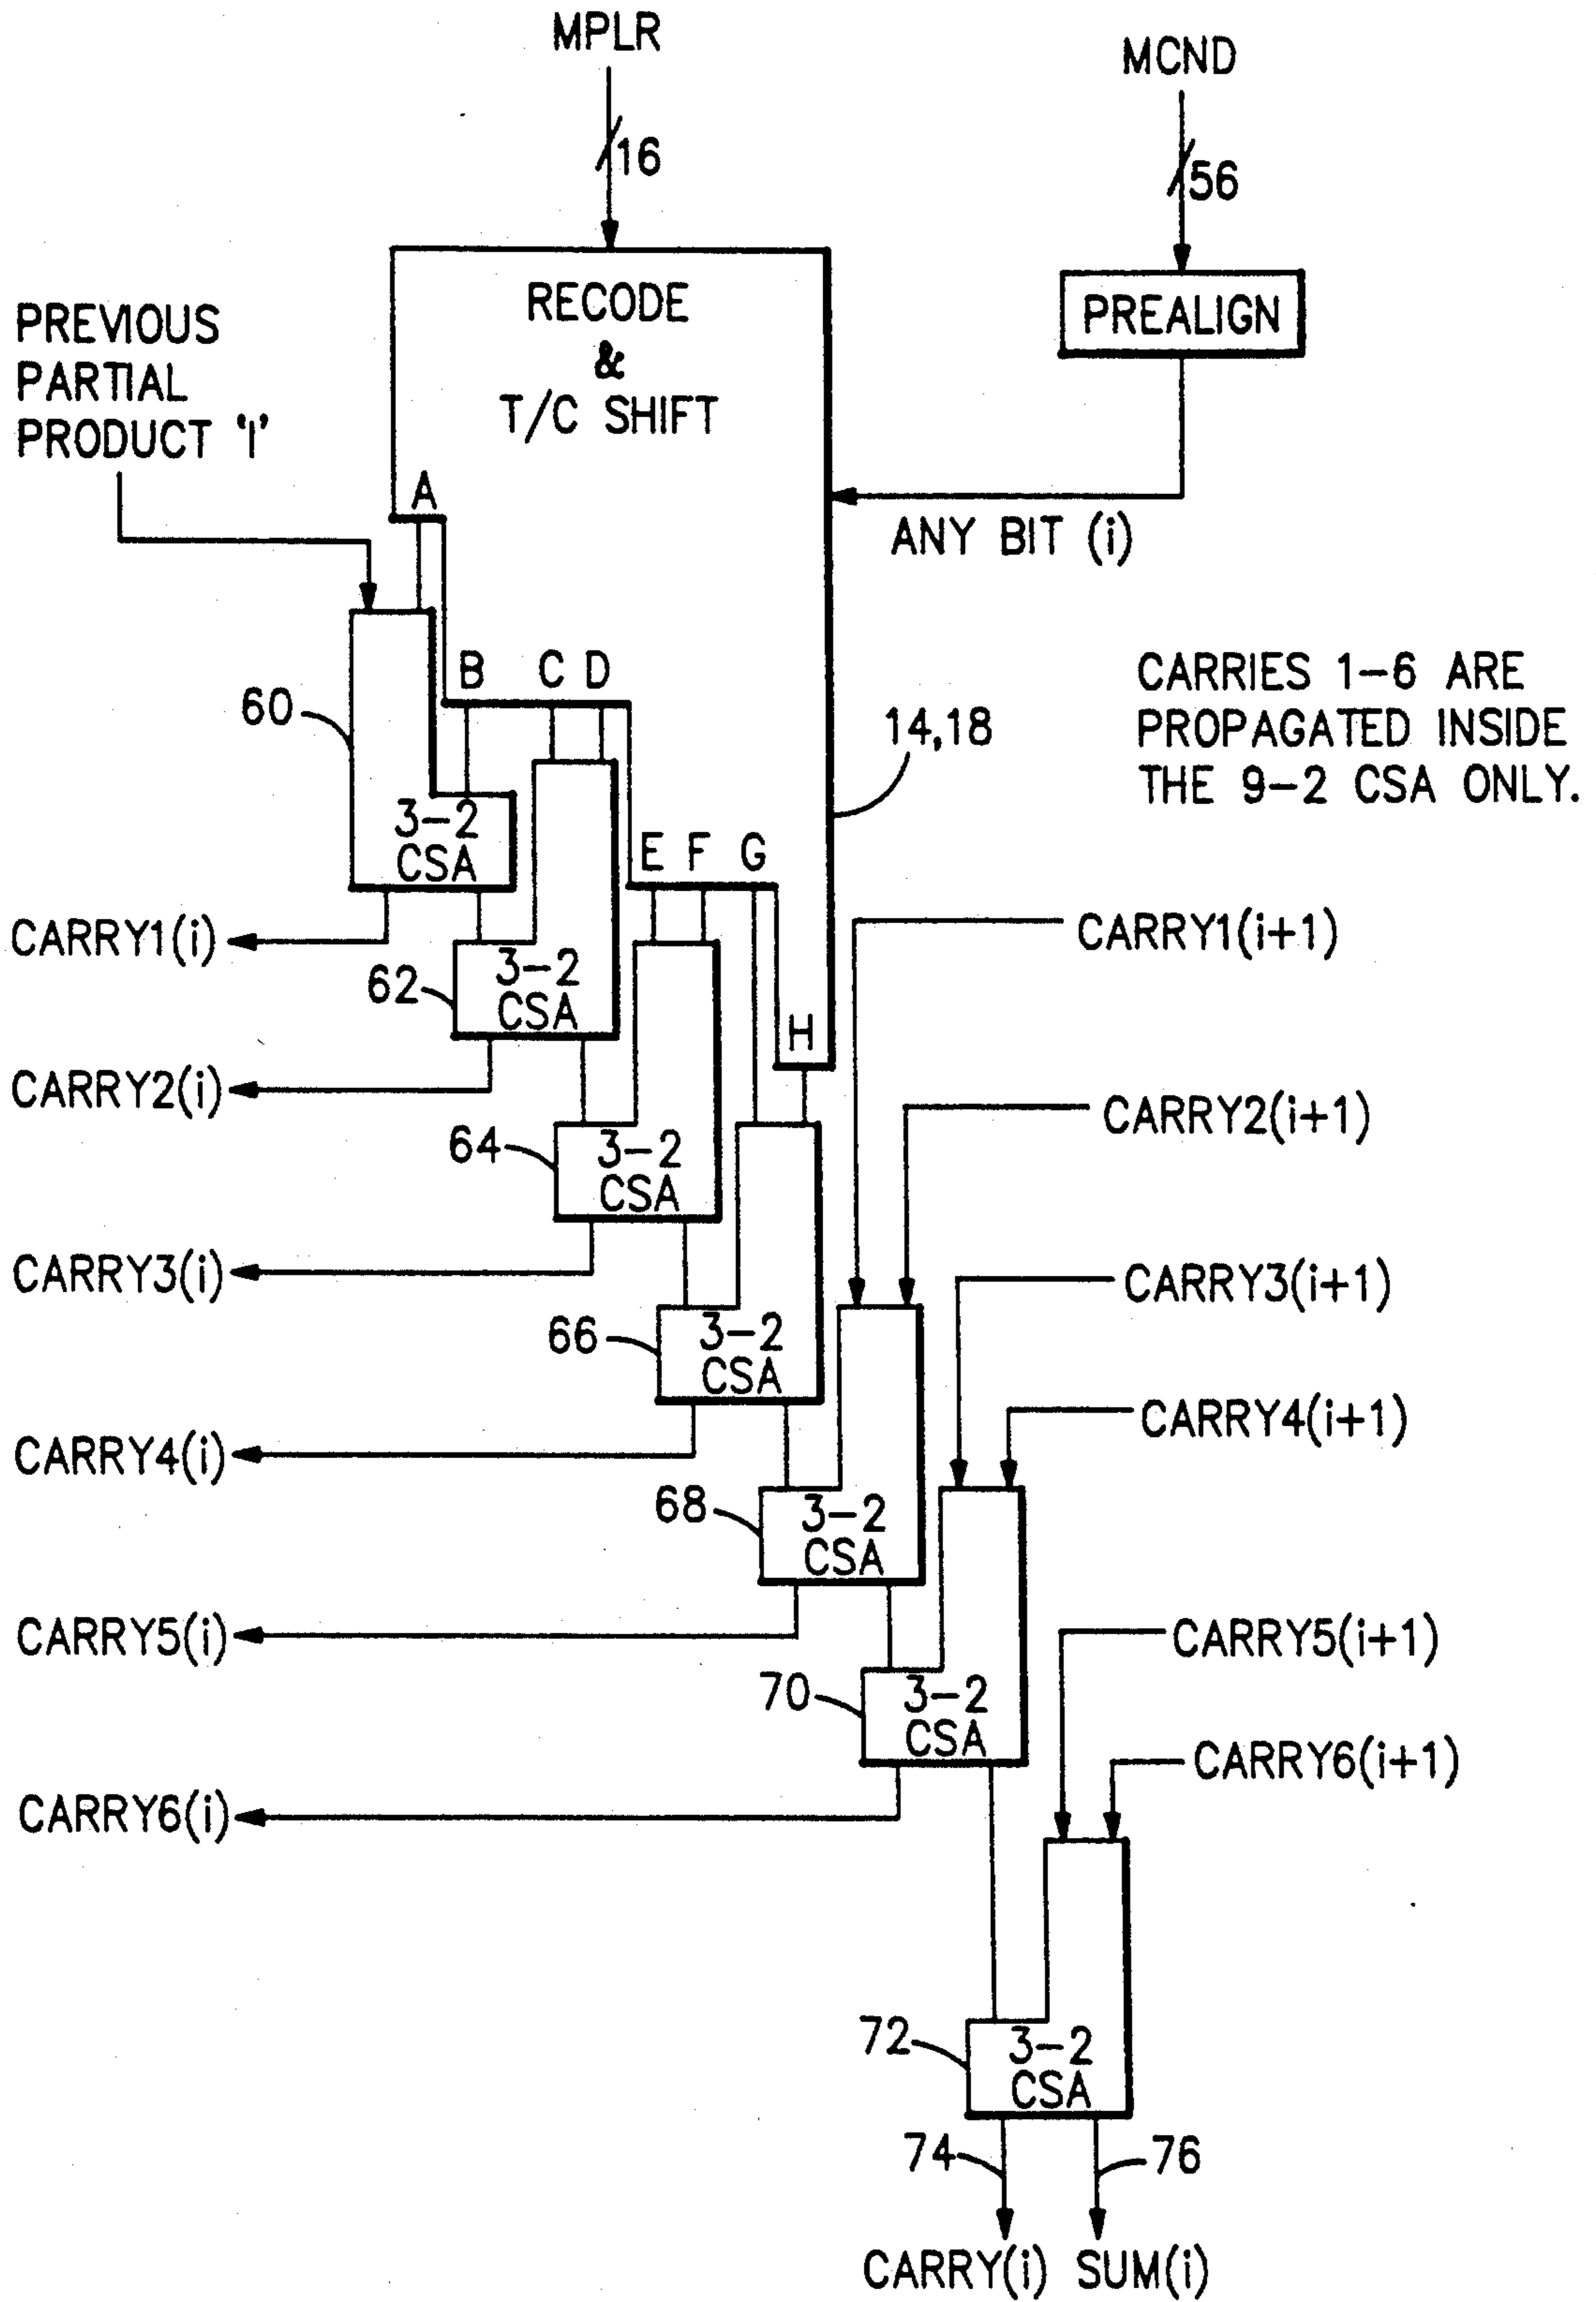 MPLR
MCND
16
56
RECODE
&
T/C SHIFT
PREALIGN
PREVIOUS
PARTIAL
PRODUCT 'I'
A
ANY BIT (i)
B C D
60
14,18
CARRIES 1-6 ARE
PROPAGATED INSIDE
THE 9-2 CSA ONLY.
3-2
CSA
E F G
CARRY1(i)
CARRY1(i+1)
62
3-2
CSA
H
CARRY2(i)
CARRY2(i+1)
64
3-2
CSA
CARRY3(i)
CARRY3(i+1)
66
3-2
CSA
CARRY4(i)
CARRY4(i+1)
68
3-2
CSA
CARRY5(i)
CARRY5(i+1)
70
3-2
CSA
CARRY6(i)
CARRY6(i+1)
72
3-2
CSA
74
76
CARRY(i) SUM(i)